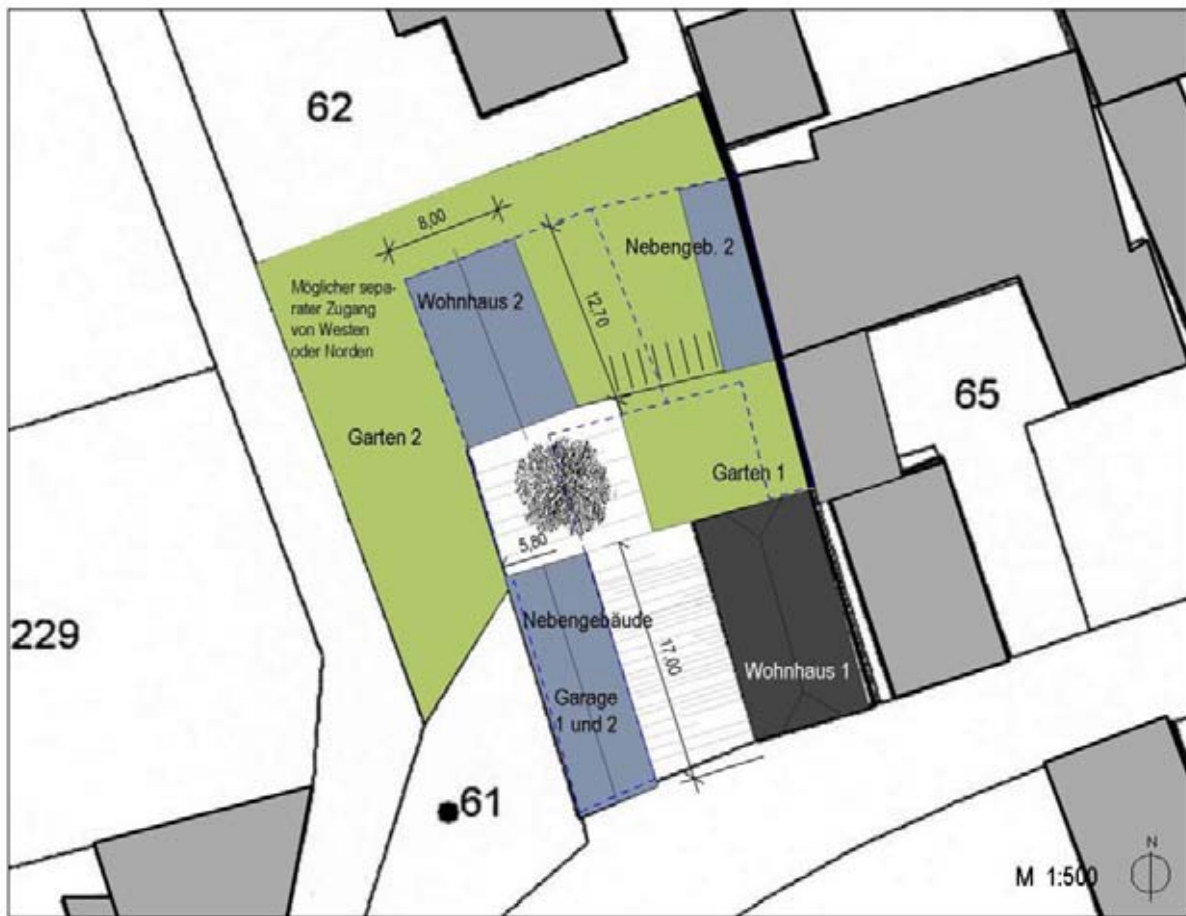 62
8,00
Nebengeb. 2
Möglicher sepa-
rater Zugang
von Westen
oder Norden
Wohnhaus 2
12,70
65
Garten 2
Garten 1
5,80
229
Nebengebäude
17,00
Wohnhaus 1
Garage
1 und 2
61
N
M 1:500